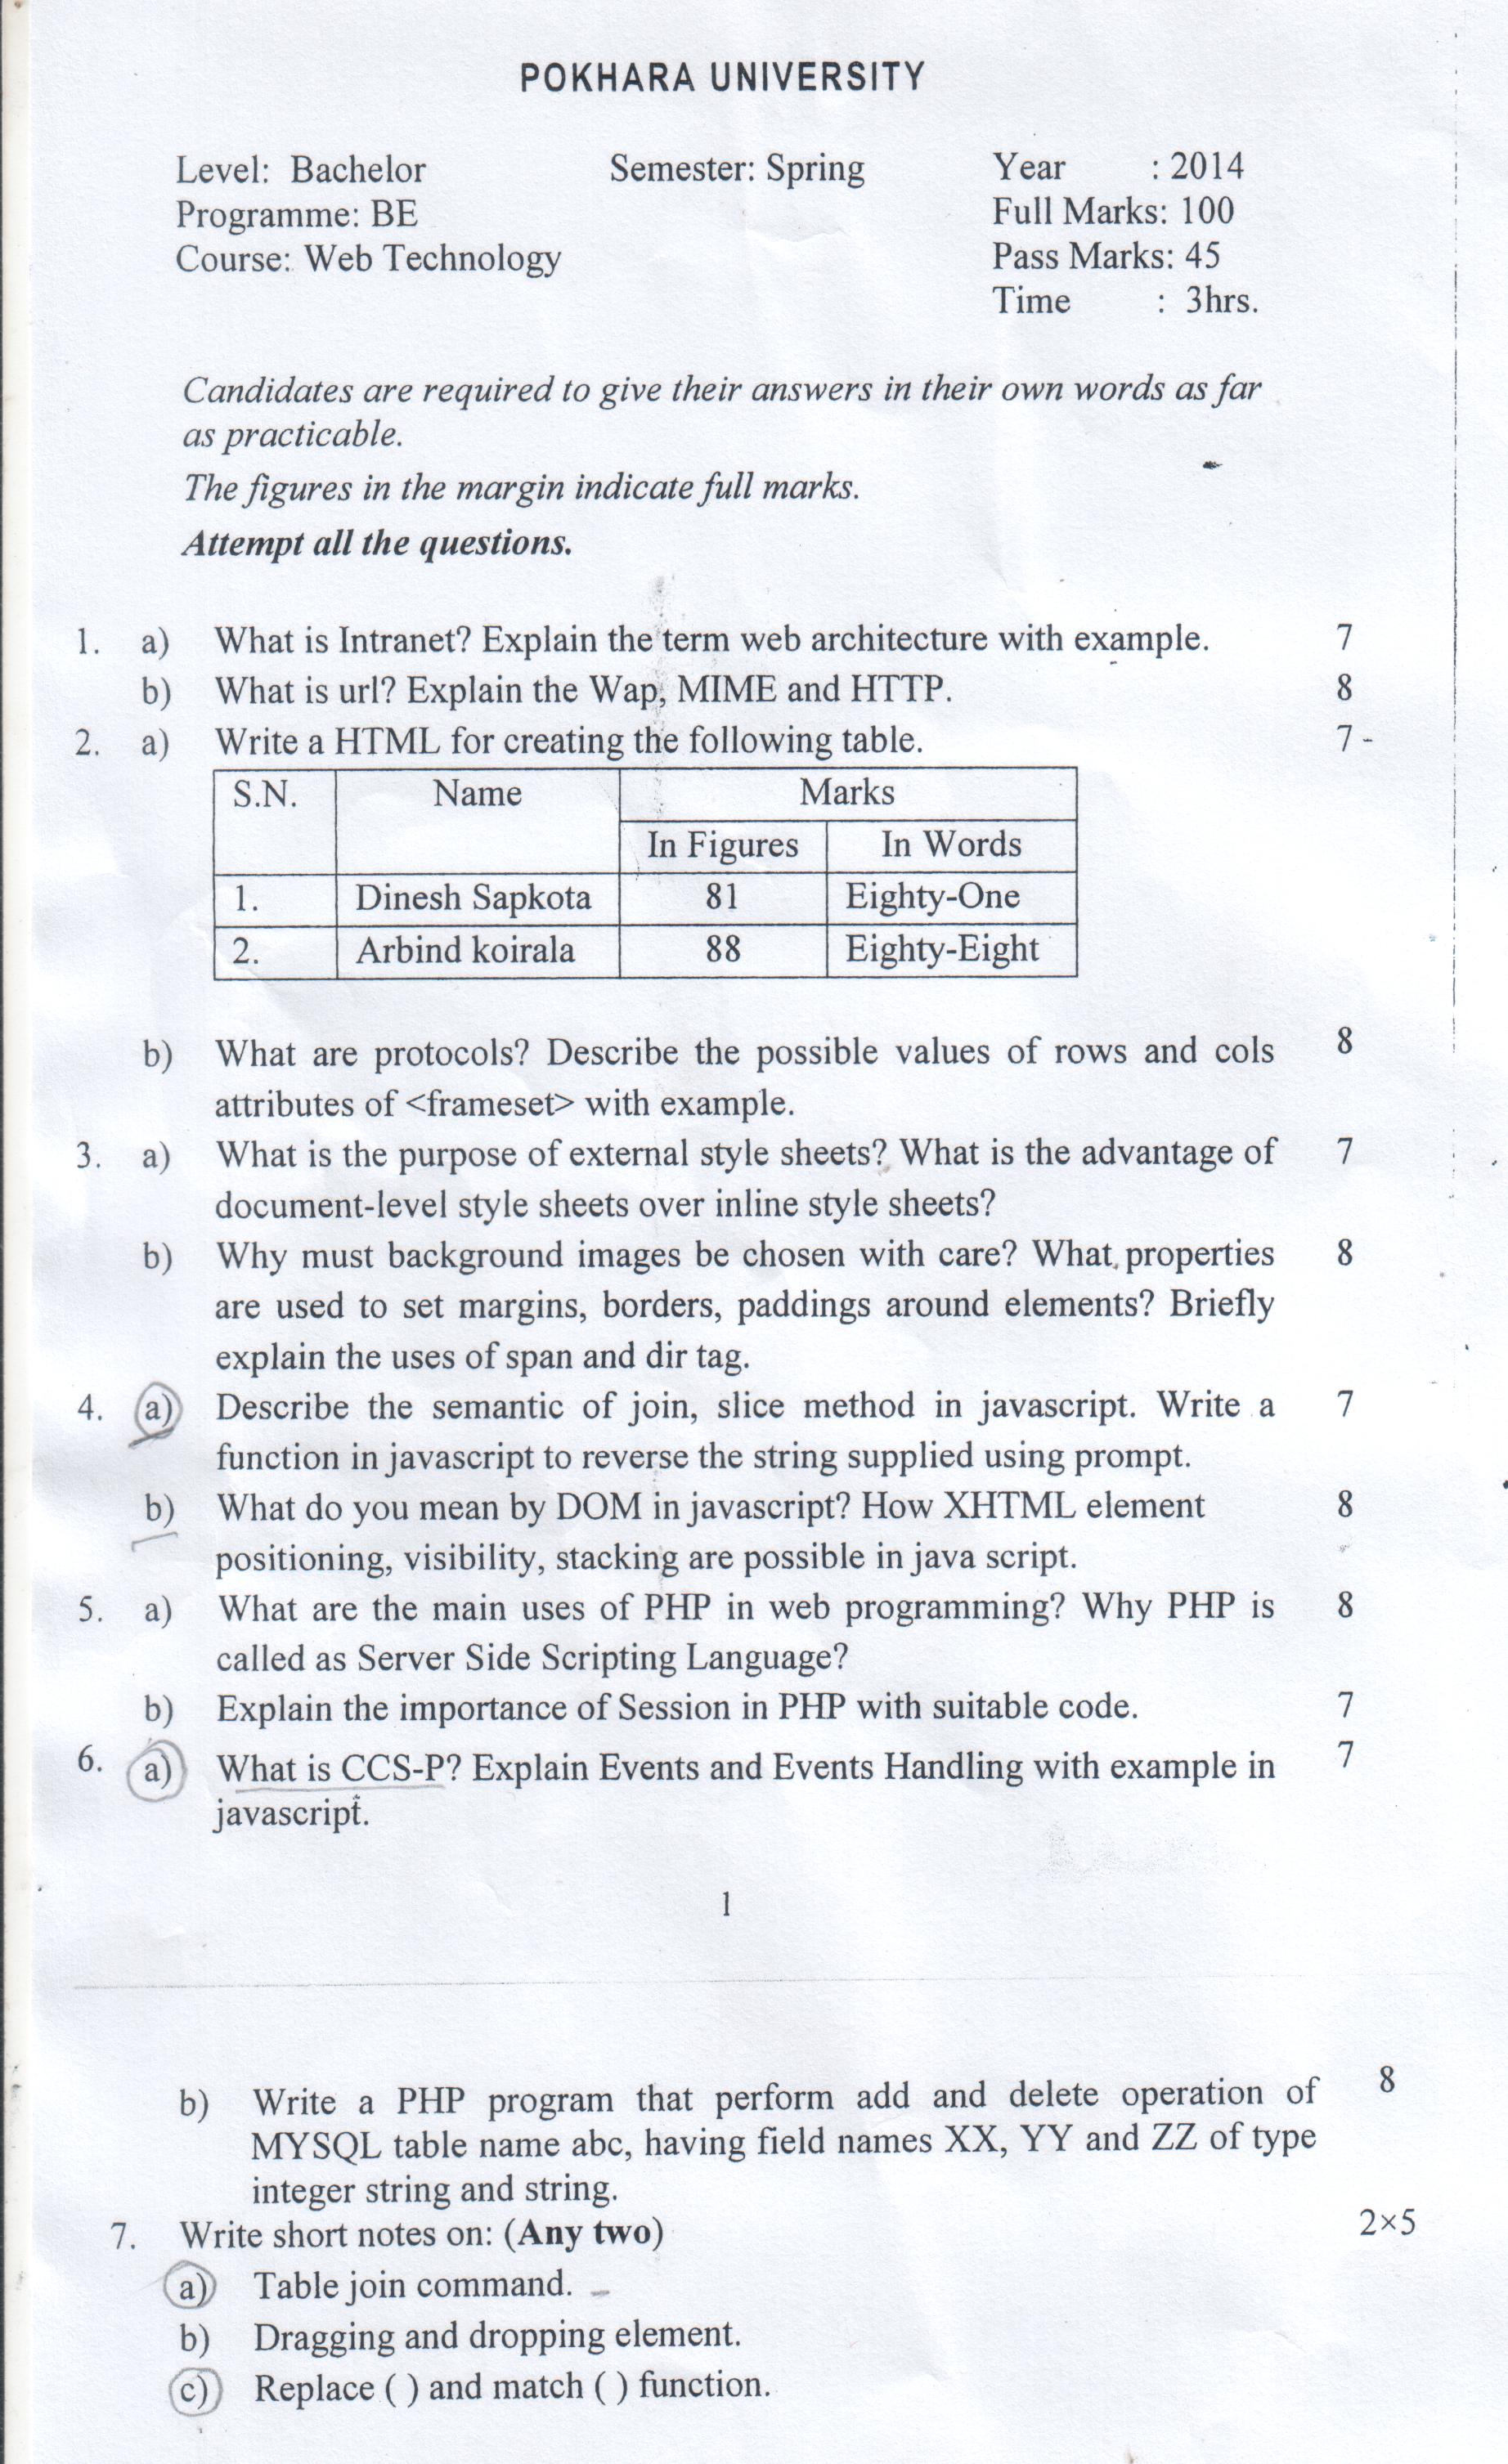 POKHARA UNIVERSITY
Level: Bachelor Semester: Spring Year : 2014
Programme: BE Full Marks: 100
Course: Web Technology Pass Marks: 45
Time : 3hrs.
Candidates are required to give their answers in their own words as far
as practicable.
The figures in the margin indicate full marks.
Attempt all the questions.
1. a) What is Intranet? Explain the term web architecture with example. 7
b) What is url? Explain the Wap, MIME and HTTP. 8
2. a) Write a HTML for creating the following table. 7 -
S.N. Name Marks
In Figures In Words
1. Dinesh Sapkota 81 Eighty-One
2. Arbind koirala 88 Eighty-Eight
b) What are protocols? Describe the possible values of rows and cols 8
attributes of <frameset> with example.
3. a) What is the purpose of external style sheets? What is the advantage of 7
document-level style sheets over inline style sheets?
b) Why must background images be chosen with care? What properties 8
are used to set margins, borders, paddings around elements? Briefly
explain the uses of span and dir tag.
4. a) Describe the semantic of join, slice method in javascript. Write a 7
function in javascript to reverse the string supplied using prompt.
b) What do you mean by DOM in javascript? How XHTML element 8
positioning, visibility, stacking are possible in java script.
5. a) What are the main uses of PHP in web programming? Why PHP is 8
called as Server Side Scripting Language?
b) Explain the importance of Session in PHP with suitable code. 7
6. a) What is CCS-P? Explain Events and Events Handling with example in 7
javascript.
1
b) Write a PHP program that perform add and delete operation of 8
MYSQL table name abc, having field names XX, YY and ZZ of type
integer string and string.
7. Write short notes on: (Any two) 2×5
a) Table join command. -
b) Dragging and dropping element.
c) Replace ( ) and match ( ) function.